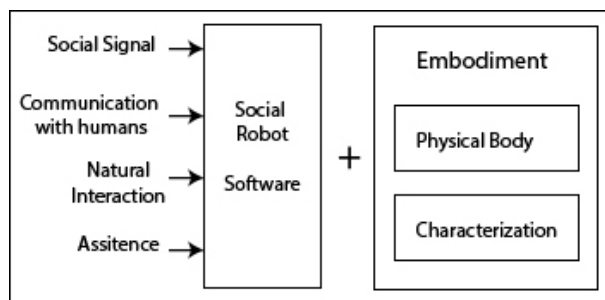 Social Signal
Communication
with humans
Natural
Interaction
Assitence
Social
Robot
Software
+
Embodiment
Physical Body
Characterization